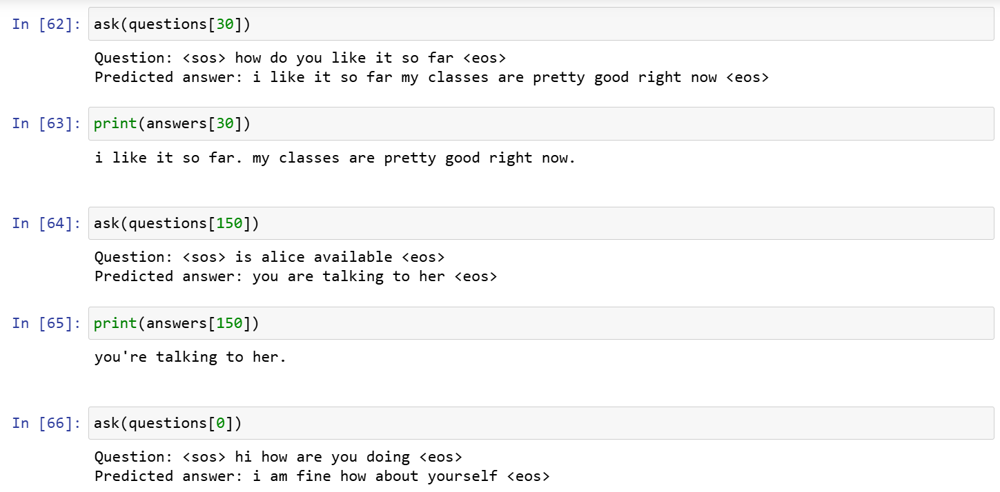 In [62]: ask(questions[30])
Question: <sos> how do you like it so far <eos>
Predicted answer: i like it so far my classes are pretty good right now <eos>
In [63]: print(answers[30])
i like it so far. my classes are pretty good right now.
In [64]: ask(questions[150])
Question: <sos> is alice available <eos>
Predicted answer: you are talking to her <eos>
In [65]: print(answers[150])
you're talking to her.
In [66]: ask(questions[0])
Question: <sos> hi how are you doing <eos>
Predicted answer: i am fine how about yourself <eos>